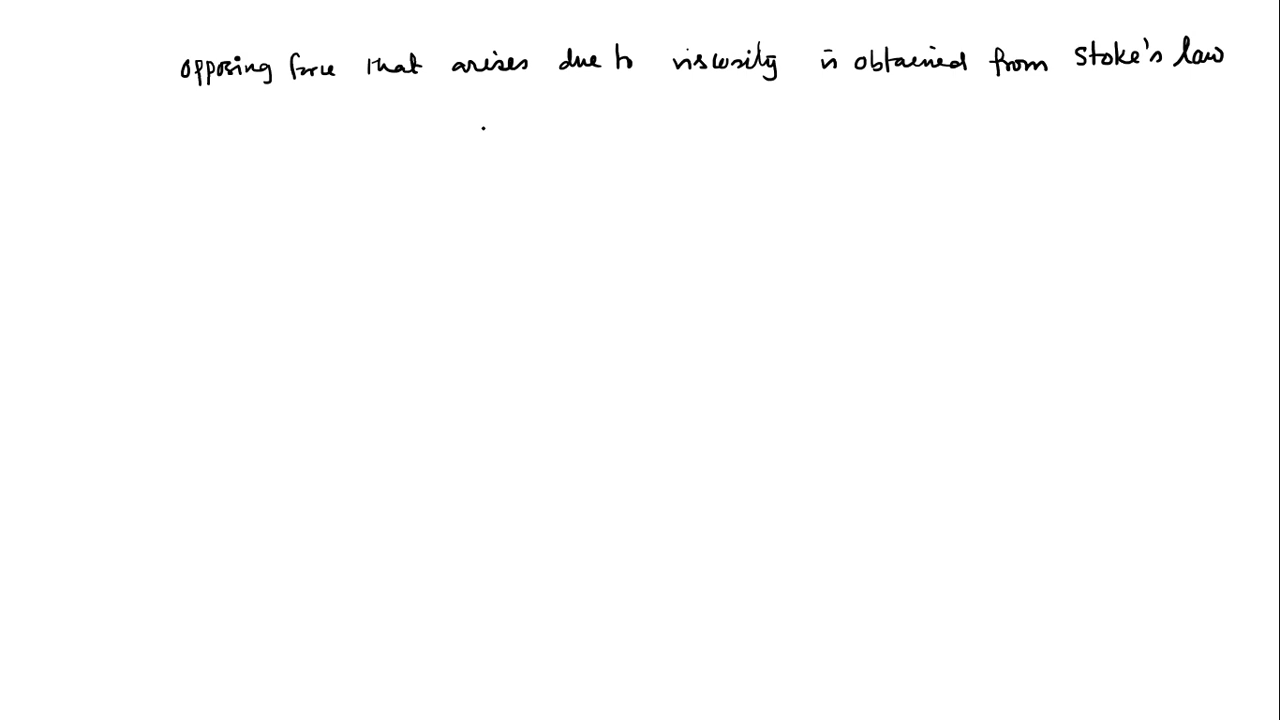 opposing force that arises due to viscosity is obtained from Stoke's law